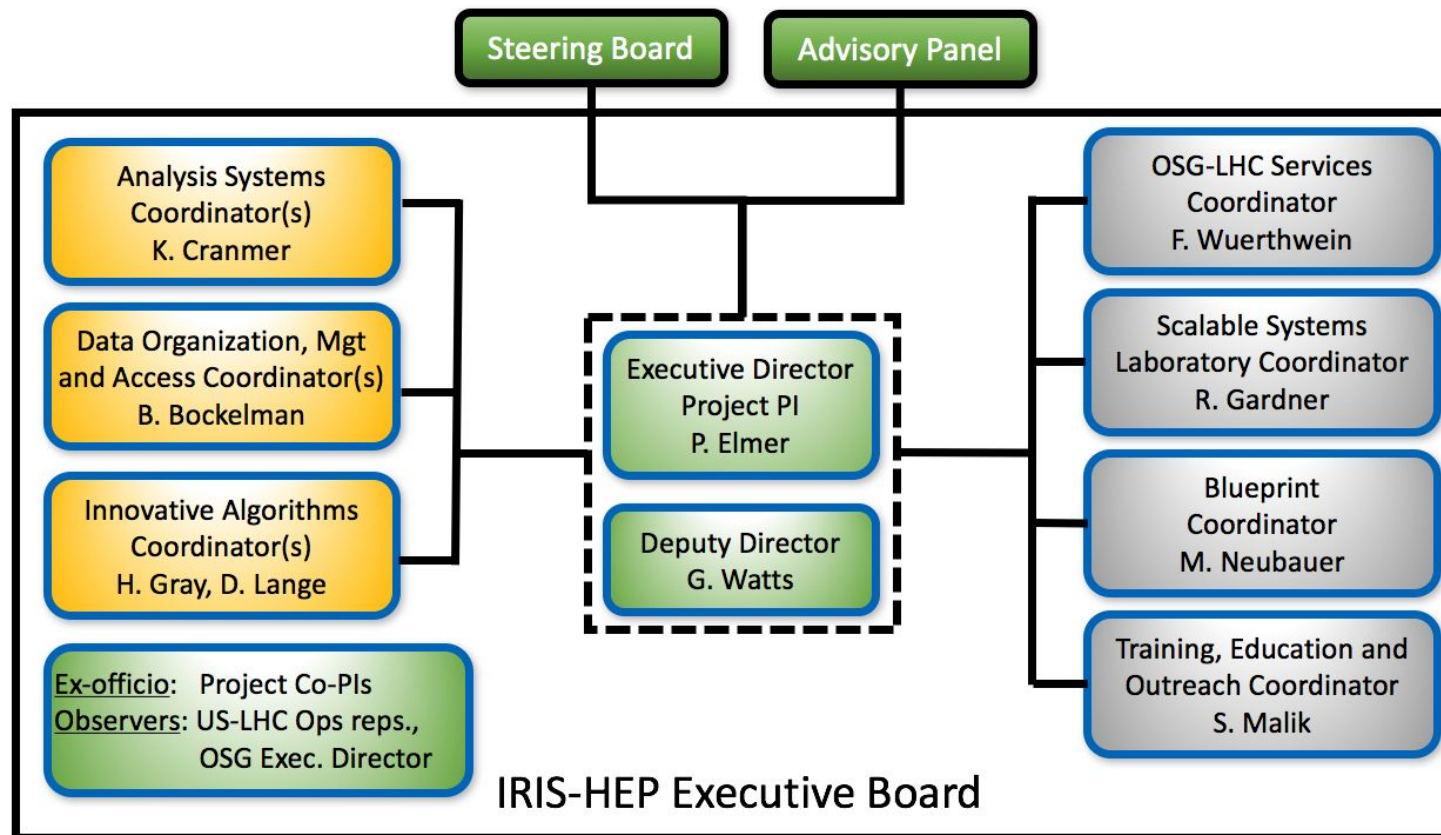 Steering Board
Advisory Panel
Analysis Systems
Coordinator(s)
K. Cranmer
Data Organization, Mgt
and Access Coordinator(s)
B. Bockelman
Innovative Algorithms
Coordinator(s)
H. Gray, D. Lange
Ex-officio: Project Co-PIs
Observers: US-LHC Ops reps.,
OSG Exec. Director
Executive Director
Project PI
P. Elmer
Deputy Director
G. Watts
OSG-LHC Services
Coordinator
F. Wuerthwein
Scalable Systems
Laboratory Coordinator
R. Gardner
Blueprint
Coordinator
M. Neubauer
Training, Education and
Outreach Coordinator
S. Malik
IRIS-HEP Executive Board